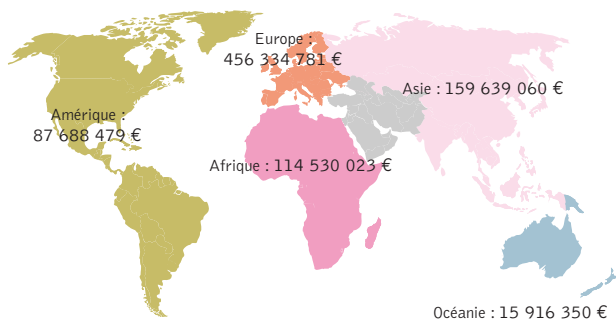 Europe :
456 334 781 €
Asie : 159 639 060 €
Amérique :
87 688 479 €
Afrique : 114 530 023 €
Océanie : 15 916 350 €